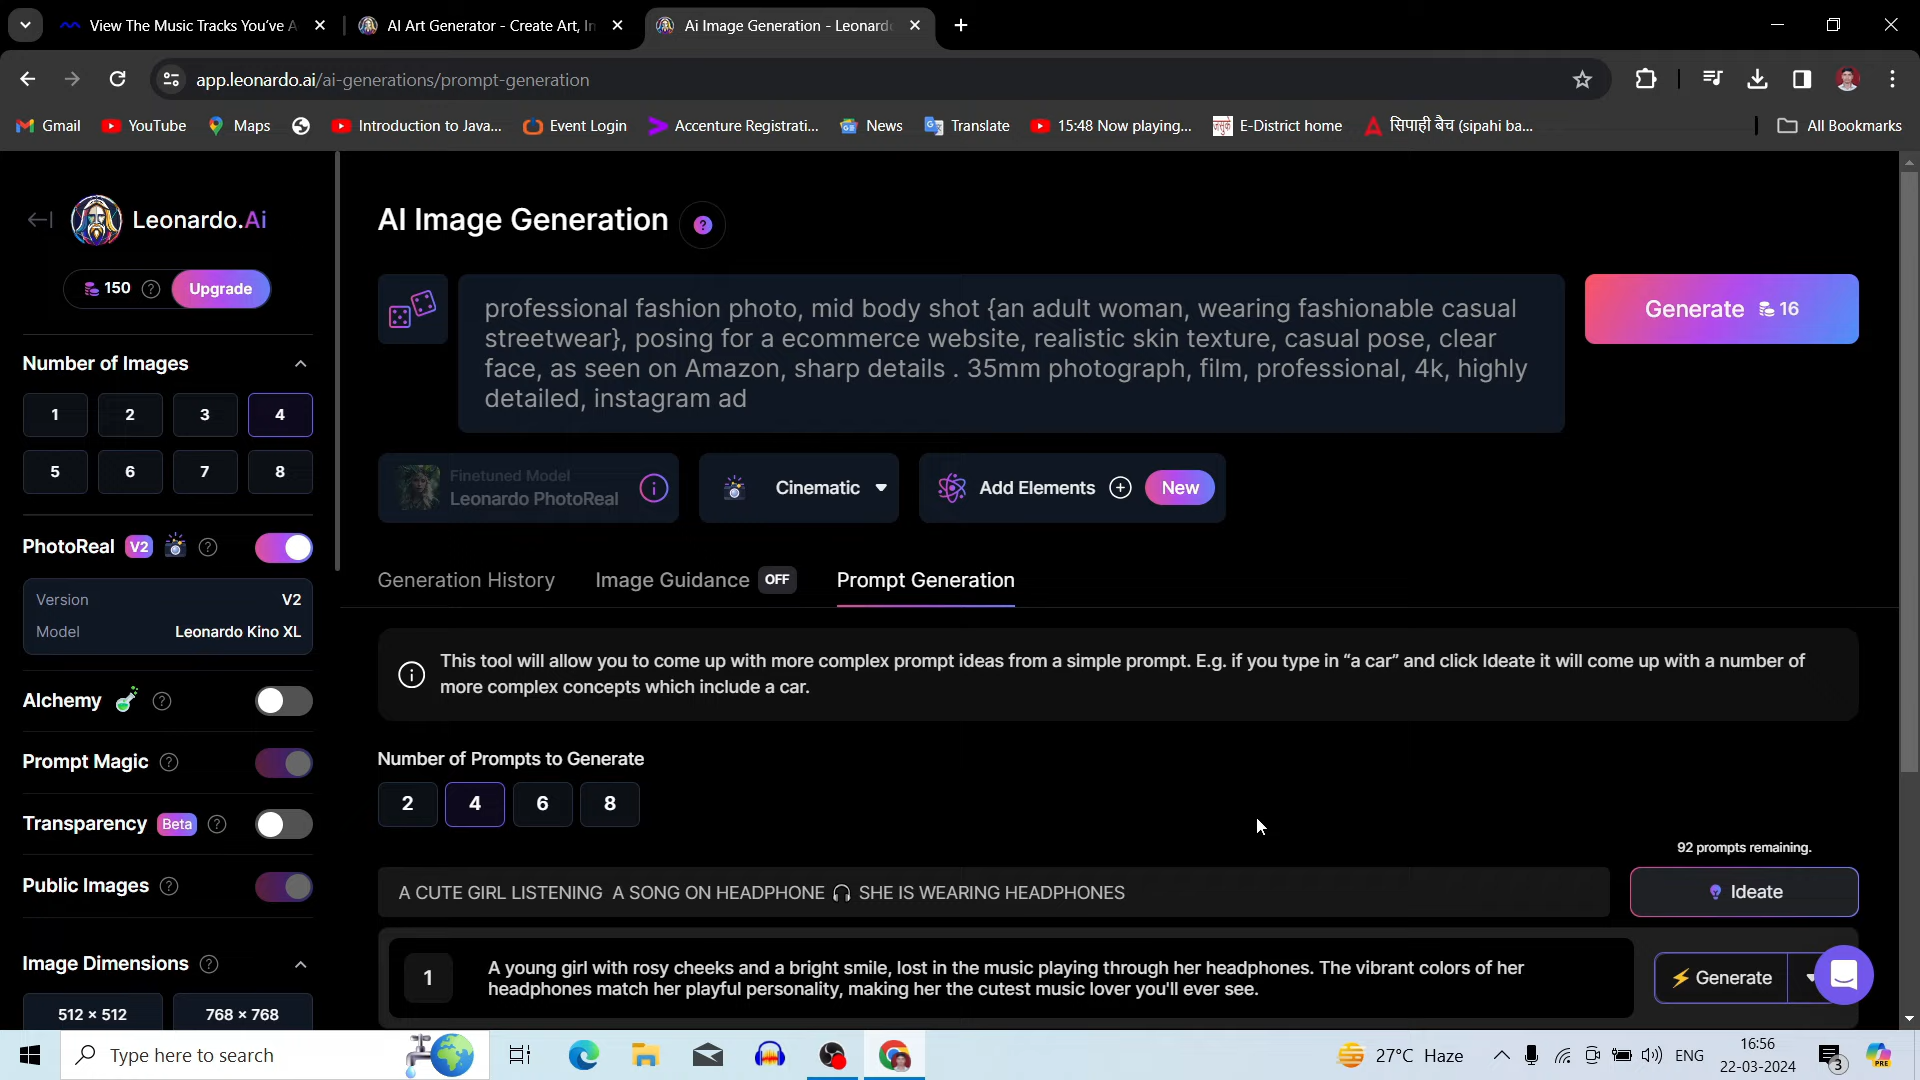 View The Music Tracks You've A
AI Art Generator - Create Art, In
Ai Image Generation - Leonardo
app.leonardo.ai/ai-generations/prompt-generation
Gmail
YouTube
Maps
Introduction to Java...
Event Login
Accenture Registrati...
News
Translate
15:48 Now playing...
E-District home
सिपाही बैच (sipahi ba...
All Bookmarks
Leonardo.Ai
150
Upgrade
Number of Images
1 2 3 4
5 6 7 8
PhotoReal V2
Version V2
Model Leonardo Kino XL
Alchemy
Prompt Magic
Transparency Beta
Public Images
Image Dimensions
512 × 512 768 × 768
AI Image Generation
professional fashion photo, mid body shot {an adult woman, wearing fashionable casual
streetwear}, posing for a ecommerce website, realistic skin texture, casual pose, clear
face, as seen on Amazon, sharp details . 35mm photograph, film, professional, 4k, highly
detailed, instagram ad
Generate 16
Finetuned Model
Leonardo PhotoReal
Cinematic
Add Elements
New
Generation History
Image Guidance OFF
Prompt Generation
This tool will allow you to come up with more complex prompt ideas from a simple prompt. E.g. if you type in “a car” and click Ideate it will come up with a number of
more complex concepts which include a car.
Number of Prompts to Generate
2 4 6 8
92 prompts remaining.
A CUTE GIRL LISTENING A SONG ON HEADPHONE 🎧 SHE IS WEARING HEADPHONES
Ideate
1
A young girl with rosy cheeks and a bright smile, lost in the music playing through her headphones. The vibrant colors of her
headphones match her playful personality, making her the cutest music lover you'll ever see.
Generate
Type here to search
27°C Haze
ENG
16:56
22-03-2024
3
PRE